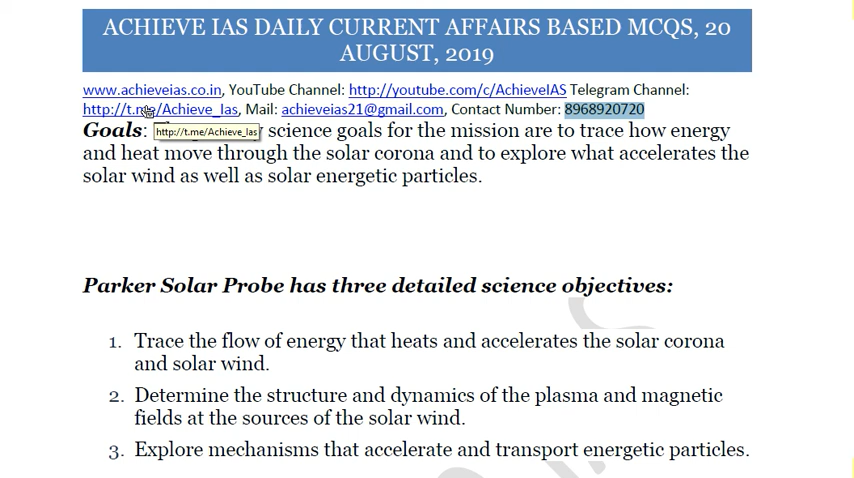 ACHIEVE IAS DAILY CURRENT AFFAIRS BASED MCQS, 20
AUGUST, 2019
www.achieveias.co.in, YouTube Channel: http://youtube.com/c/AchieveIAS Telegram Channel:
http://t.me/Achieve_Ias, Mail: achieveias21@gmail.com, Contact Number: 8968920720
Goals: science goals for the mission are to trace how energy
http://t.me/Achieve_Ias
and heat move through the solar corona and to explore what accelerates the
solar wind as well as solar energetic particles.
Parker Solar Probe has three detailed science objectives:
1. Trace the flow of energy that heats and accelerates the solar corona
and solar wind.
2. Determine the structure and dynamics of the plasma and magnetic
fields at the sources of the solar wind.
3. Explore mechanisms that accelerate and transport energetic particles.